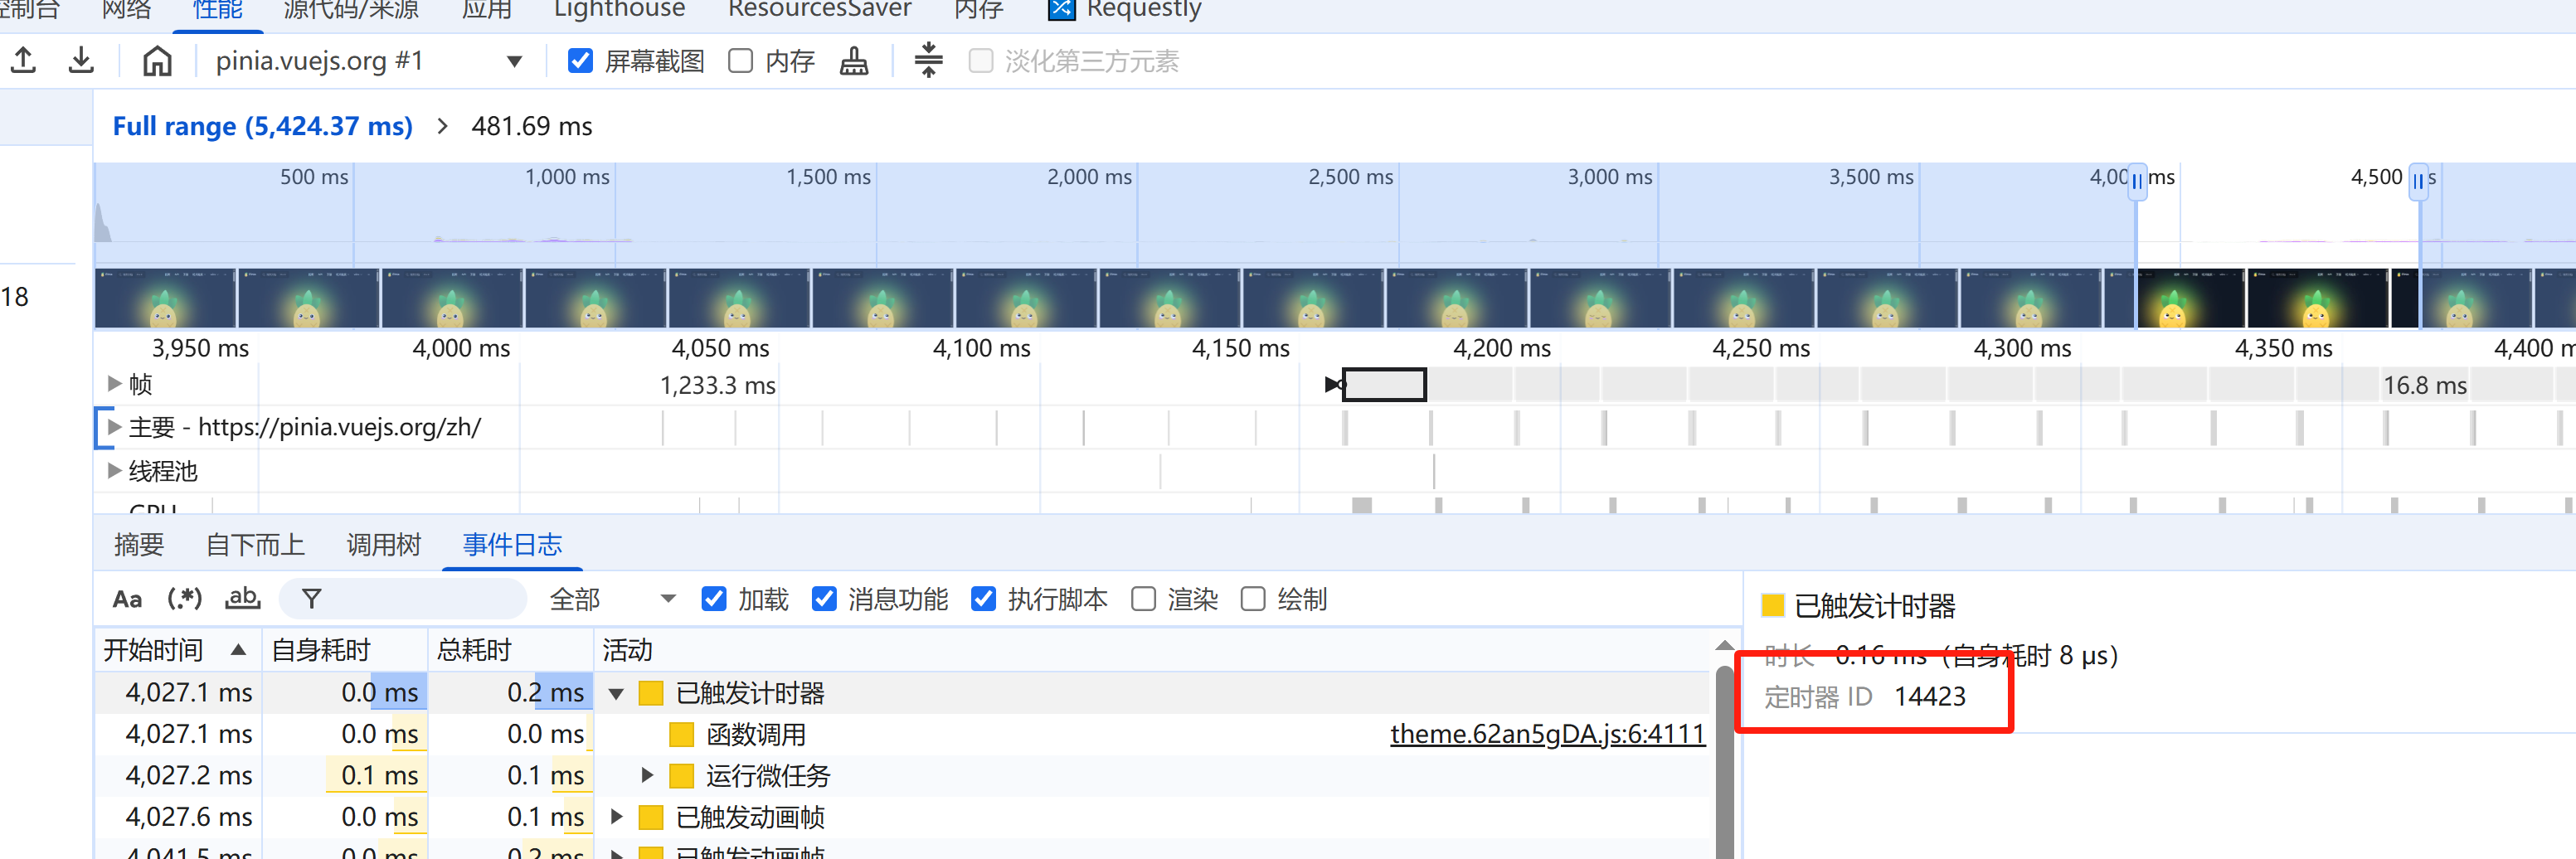 控制台 网络 性能 源代码/来源 应用 Lighthouse ResourcesSaver 内存 Requestly
pinia.vuejs.org #1 屏幕截图 内存 淡化第三方元素
Full range (5,424.37 ms) > 481.69 ms
500 ms 1,000 ms 1,500 ms 2,000 ms 2,500 ms 3,000 ms 3,500 ms 4,00 ms 4,500 s
18
3,950 ms 4,000 ms 4,050 ms 4,100 ms 4,150 ms 4,200 ms 4,250 ms 4,300 ms 4,350 ms 4,400 m
帧 1,233.3 ms 16.8 ms
主要 - https://pinia.vuejs.org/zh/
线程池
GPU
摘要 自下而上 调用树 事件日志
Aa (.*) ab 全部 加载 消息功能 执行脚本 渲染 绘制
开始时间 自身耗时 总耗时 活动
4,027.1 ms 0.0 ms 0.2 ms 已触发计时器
4,027.1 ms 0.0 ms 0.0 ms 函数调用 theme.62an5gDA.js:6:4111
4,027.2 ms 0.1 ms 0.1 ms 运行微任务
4,027.6 ms 0.0 ms 0.1 ms 已触发动画帧
4,041.5 ms 0.0 ms 0.2 ms 已触发动画帧
已触发计时器
时长 0.16 ms（自身耗时 8 μs）
定时器 ID 14423